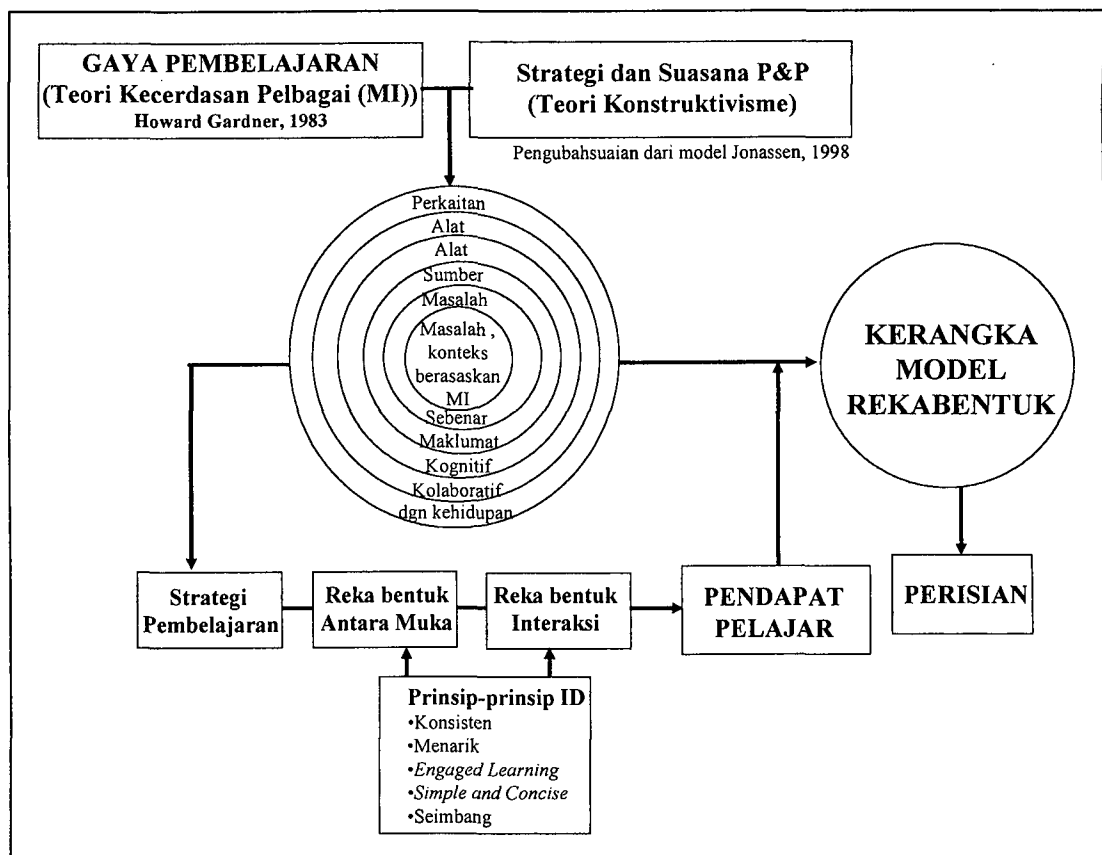 GAYA PEMBELAJARAN
(Teori Kecerdasan Pelbagai (MI))
Howard Gardner, 1983
Strategi dan Suasana P&P
(Teori Konstruktivisme)
Pengubahsuaian dari model Jonassen, 1998
Perkaitan
Alat
Alat
Sumber
Masalah
Masalah ,
konteks
berasaskan
MI
Sebenar
Maklumat
Kognitif
Kolaboratif
dgn kehidupan
KERANGKA
MODEL
REKABENTUK
Strategi
Pembelajaran
Reka bentuk
Antara Muka
Reka bentuk
Interaksi
PENDAPAT
PELAJAR
PERISIAN
Prinsip-prinsip ID
•Konsisten
•Menarik
•Engaged Learning
•Simple and Concise
•Seimbang